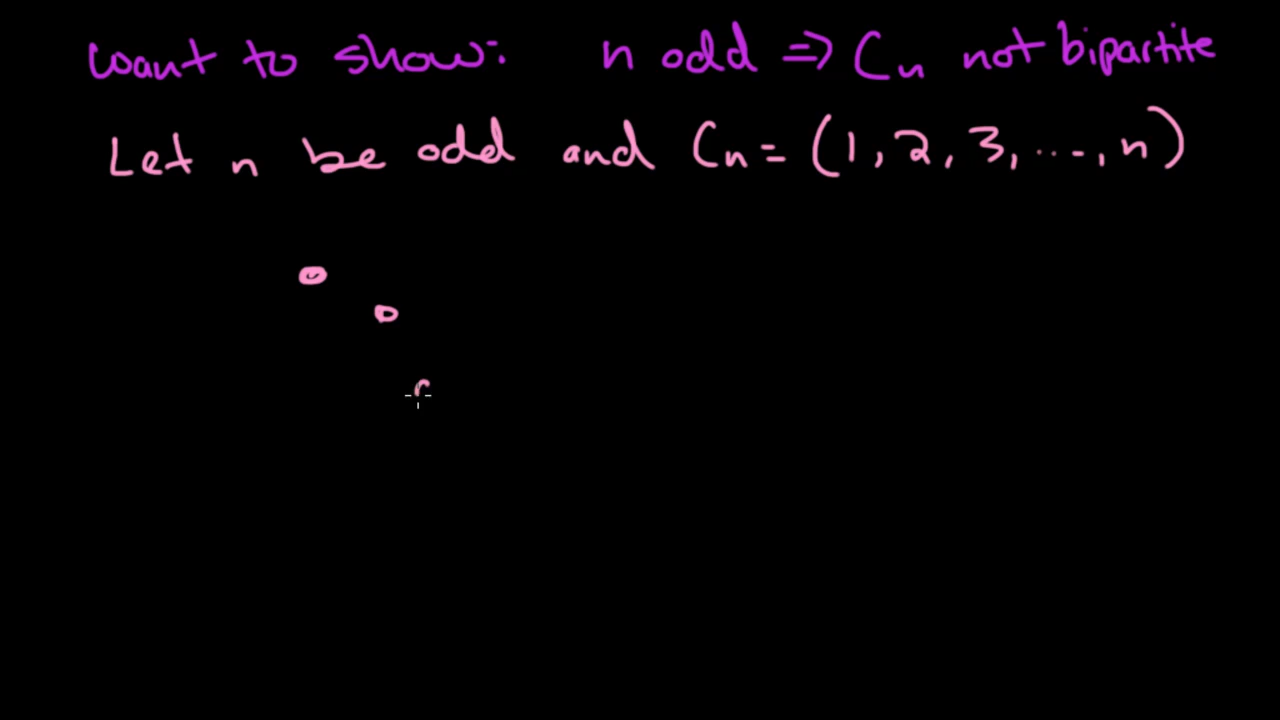 want to show: n odd => Cn not bipartite
Let n be odd and Cn = (1, 2, 3, ..., n)